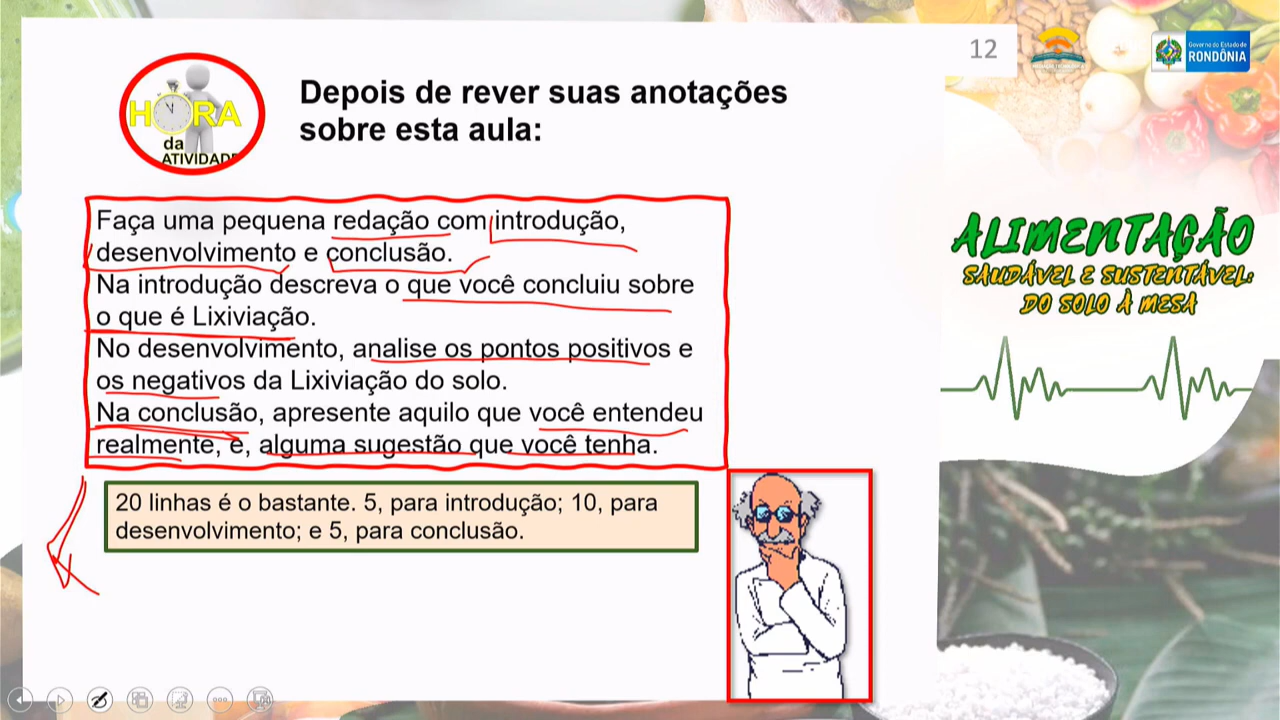 12
Governo do Estado de
RONDÔNIA
HORA
da
ATIVIDADE
Depois de rever suas anotações
sobre esta aula:
Faça uma pequena redação com introdução,
desenvolvimento e conclusão.
Na introdução descreva o que você concluiu sobre
o que é Lixiviação.
No desenvolvimento, analise os pontos positivos e
os negativos da Lixiviação do solo.
Na conclusão, apresente aquilo que você entendeu
realmente, e, alguma sugestão que você tenha.
20 linhas é o bastante. 5, para introdução; 10, para
desenvolvimento; e 5, para conclusão.
ALIMENTAÇÃO
SAUDÁVEL E SUSTENTÁVEL:
DO SOLO À MESA